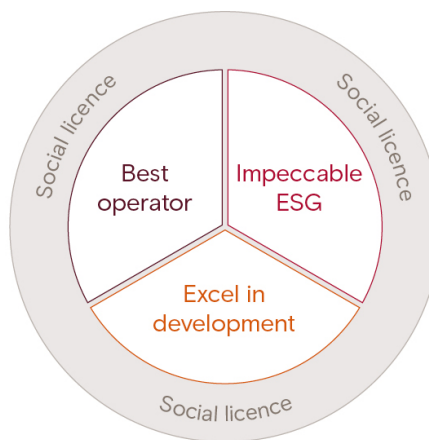 Social licence
Social licence
Best
operator
Impeccable
ESG
Excel in
development
Social licence